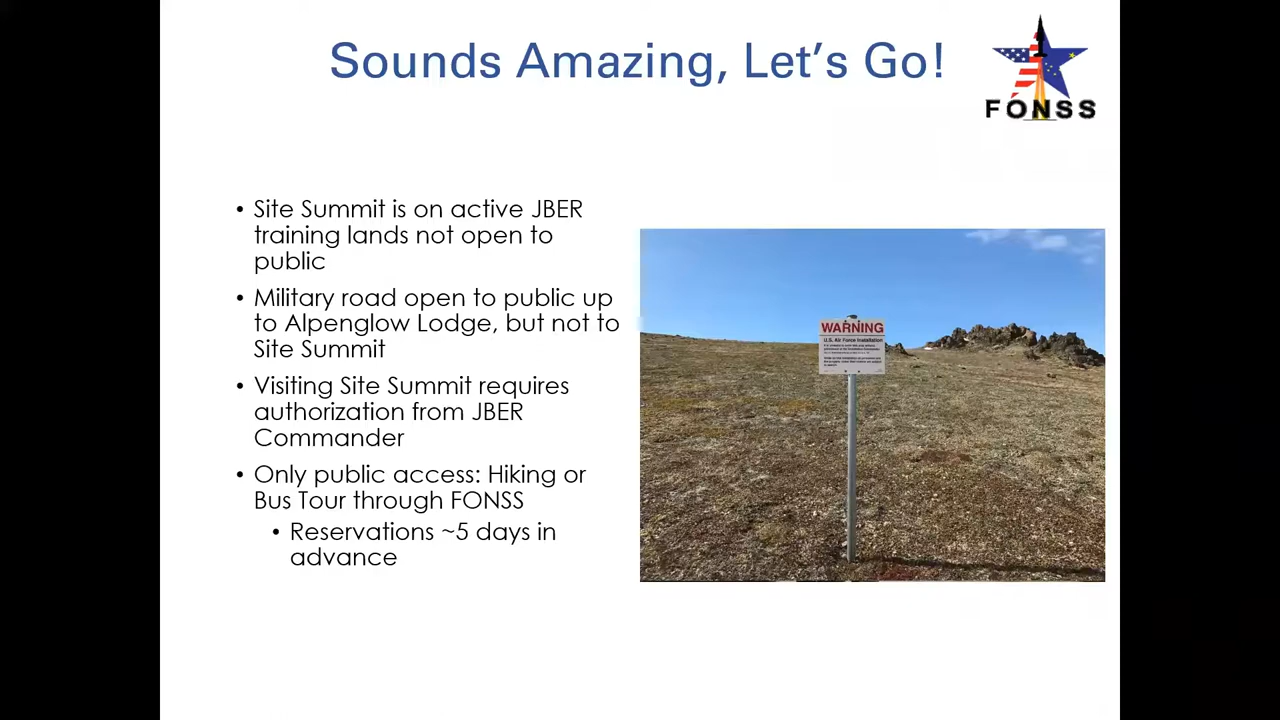 Sounds Amazing, Let's Go!
FONSS
• Site Summit is on active JBER
training lands not open to
public
• Military road open to public up
to Alpenglow Lodge, but not to
Site Summit
• Visiting Site Summit requires
authorization from JBER
Commander
• Only public access: Hiking or
Bus Tour through FONSS
• Reservations ~5 days in
advance
WARNING
U.S. Air Force Installation